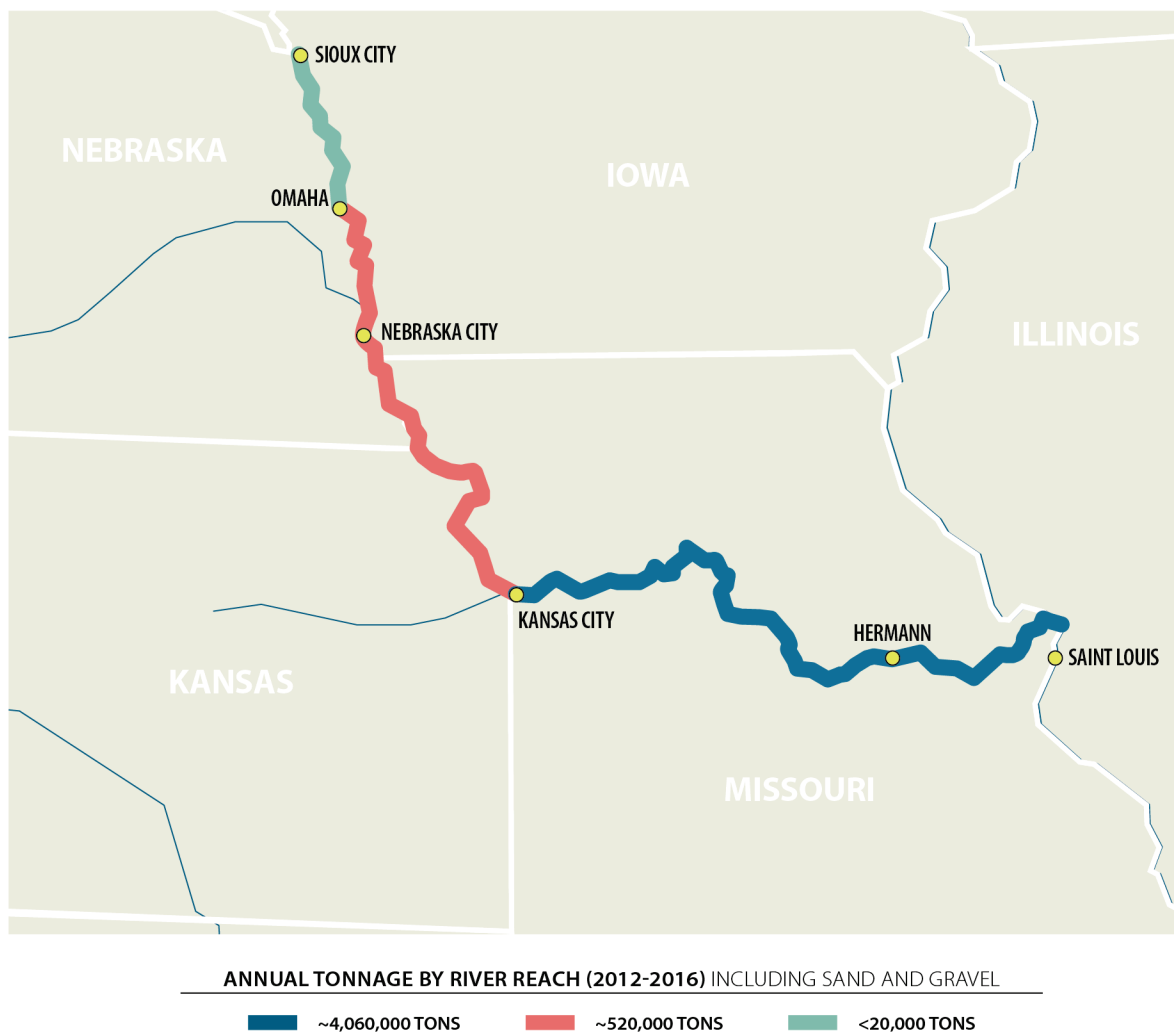 SIOUX CITY
NEBRASKA
IOWA
OMAHA
NEBRASKA CITY
ILLINOIS
KANSAS CITY
HERMANN
SAINT LOUIS
KANSAS
MISSOURI
ANNUAL TONNAGE BY RIVER REACH (2012-2016) INCLUDING SAND AND GRAVEL
~4,060,000 TONS
~520,000 TONS
<20,000 TONS